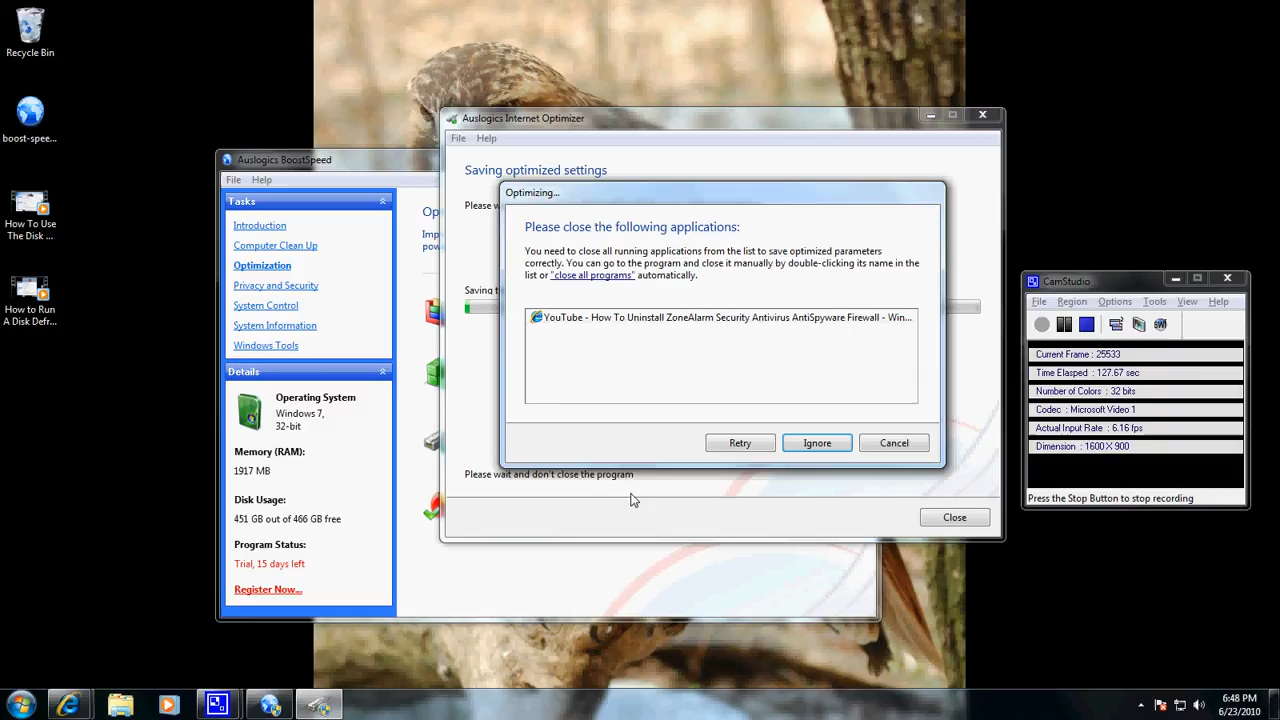 Recycle Bin
boost-spee...
How To Use
The Disk ...
How to Run
A Disk Defr...
Auslogics BoostSpeed
File Help
Tasks
Introduction
Computer Clean Up
Optimization
Privacy and Security
System Control
System Information
Windows Tools
Details
Operating System
Windows 7,
32-bit
Memory (RAM):
1917 MB
Disk Usage:
451 GB out of 466 GB free
Program Status:
Trial, 15 days left
Register Now...
Op
Imp
pow
Auslogics Internet Optimizer
File Help
Saving optimized settings
Please w
Saving t
Optimizing...
Please close the following applications:
You need to close all running applications from the list to save optimized parameters
correctly. You can go to the program and close it manually by double-clicking its name in the
list or "close all programs" automatically.
YouTube - How To Uninstall ZoneAlarm Security Antivirus AntiSpyware Firewall - Win...
Retry Ignore Cancel
Please wait and don't close the program
Close
CamStudio
File Region Options Tools View Help
Current Frame : 25533
Time Elasped : 127.67 sec
Number of Colors : 32 bits
Codec : Microsoft Video 1
Actual Input Rate : 6.16 fps
Dimension : 1600 X 900
Press the Stop Button to stop recording
6:48 PM
6/23/2010